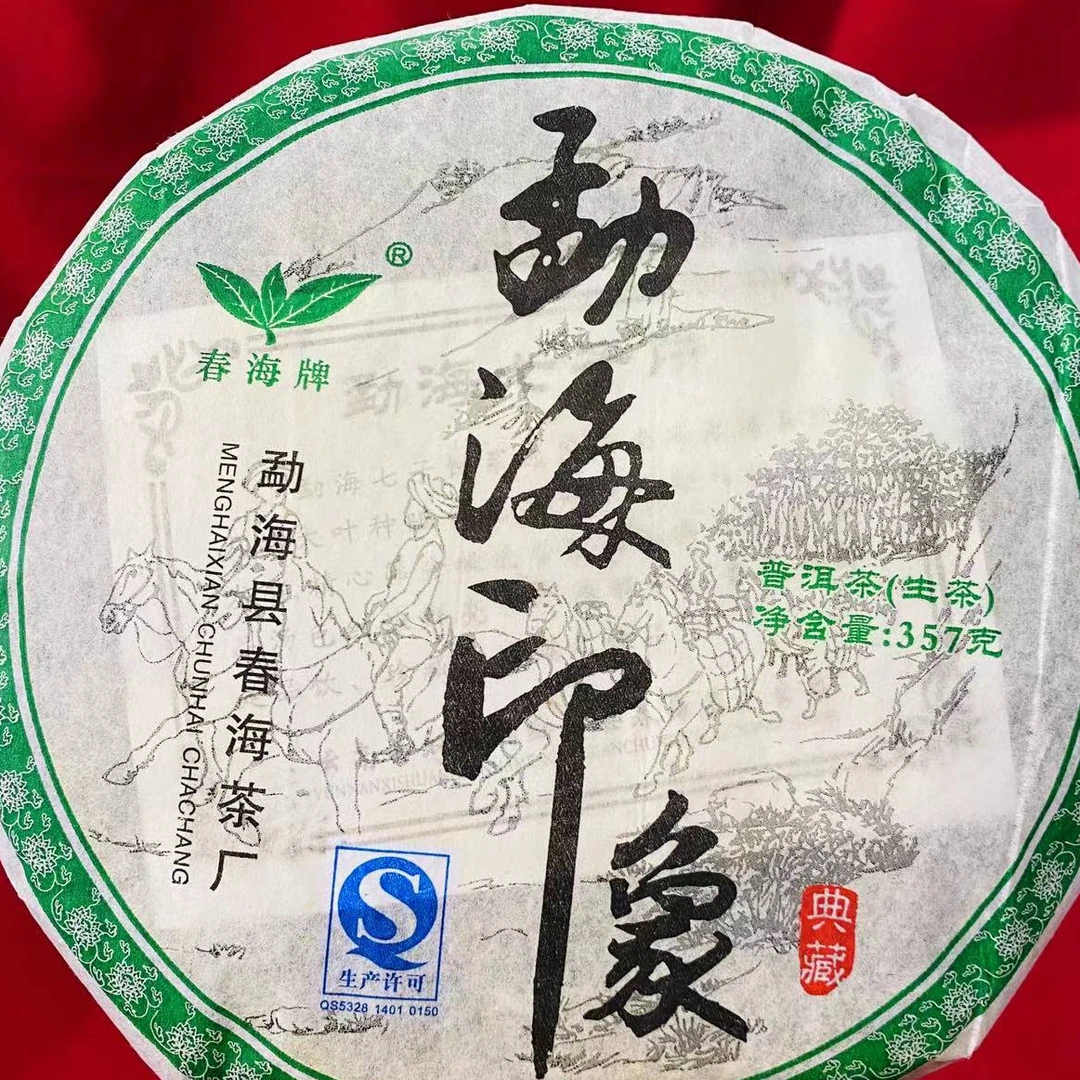 勐海印象
®
春海牌
勐海县春海茶厂
MENGHAIXIAN CHUNHAI CHACHANG
普洱茶(生茶)
净含量:357克
生产许可
QS5328 1401 0150
典藏